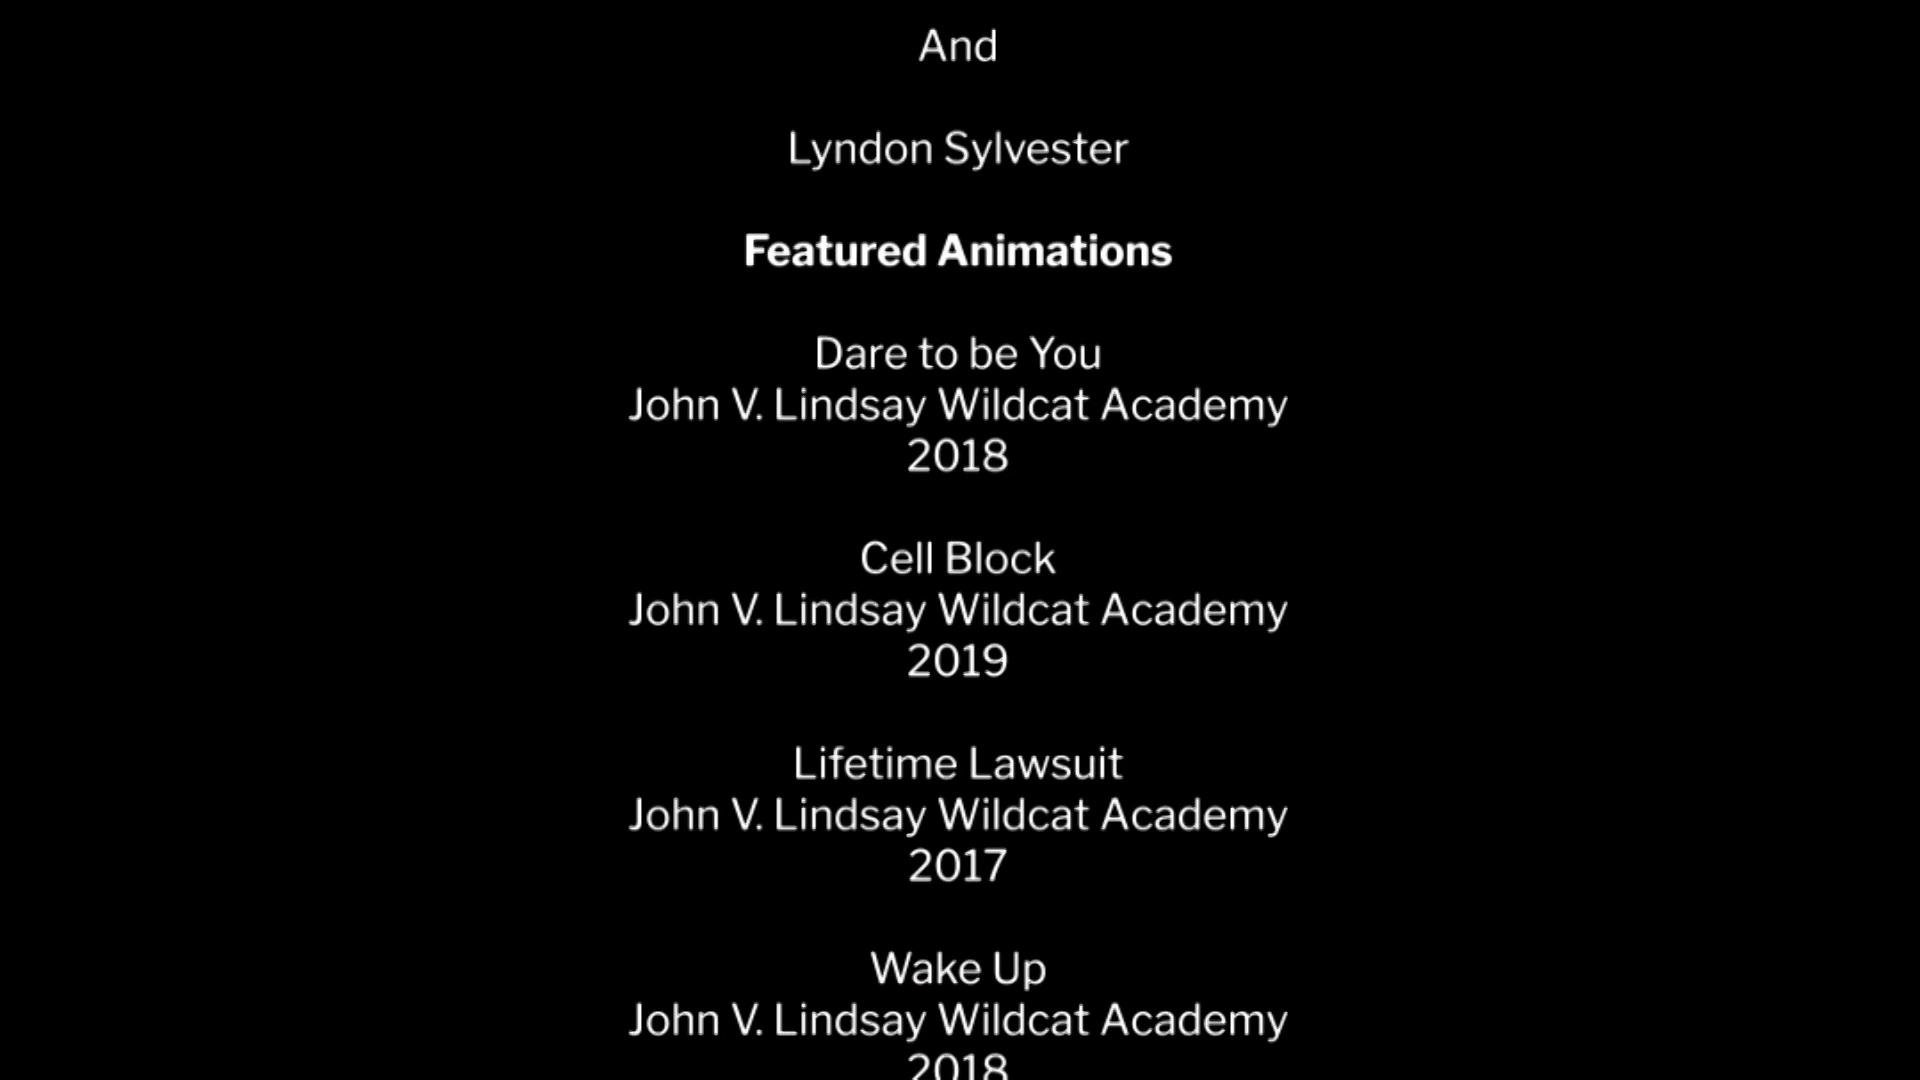 And
Lyndon Sylvester
Featured Animations
Dare to be You
John V. Lindsay Wildcat Academy
2018
Cell Block
John V. Lindsay Wildcat Academy
2019
Lifetime Lawsuit
John V. Lindsay Wildcat Academy
2017
Wake Up
John V. Lindsay Wildcat Academy
2018